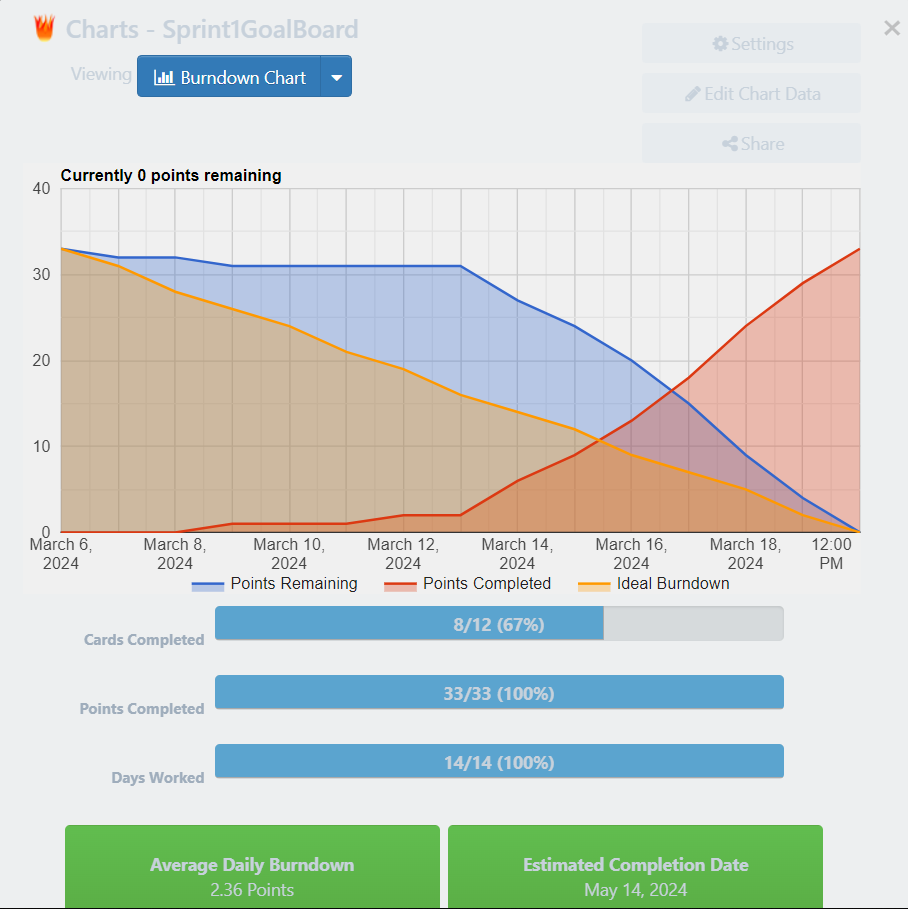 Charts - Sprint1GoalBoard
Settings
Viewing
Burndown Chart
Edit Chart Data
Share
Currently 0 points remaining
40
30
20
10
0
March 6, 2024
March 8, 2024
March 10, 2024
March 12, 2024
March 14, 2024
March 16, 2024
March 18, 2024
12:00 PM
Points Remaining
Points Completed
Ideal Burndown
Cards Completed
8/12 (67%)
Points Completed
33/33 (100%)
Days Worked
14/14 (100%)
Average Daily Burndown
2.36 Points
Estimated Completion Date
May 14, 2024